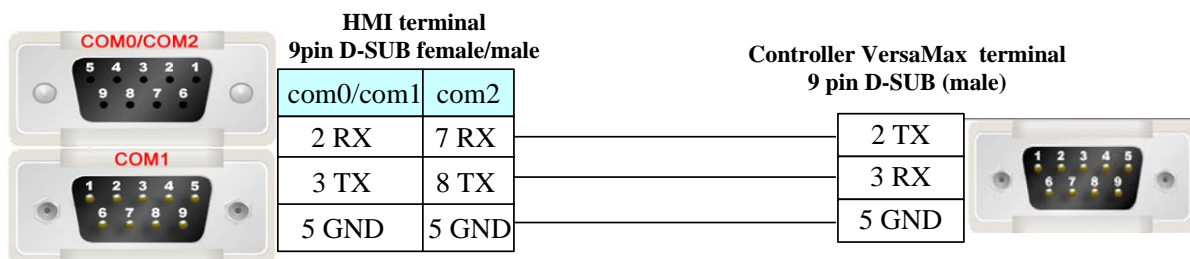 COM0/COM2
5 4 3 2 1
9 8 7 6
COM1
1 2 3 4 5
6 7 8 9
HMI terminal
9pin D-SUB female/male
com0/com1 com2
2 RX 7 RX
3 TX 8 TX
5 GND 5 GND
Controller VersaMax terminal
9 pin D-SUB (male)
2 TX
3 RX
5 GND
1 2 3 4 5
6 7 8 9